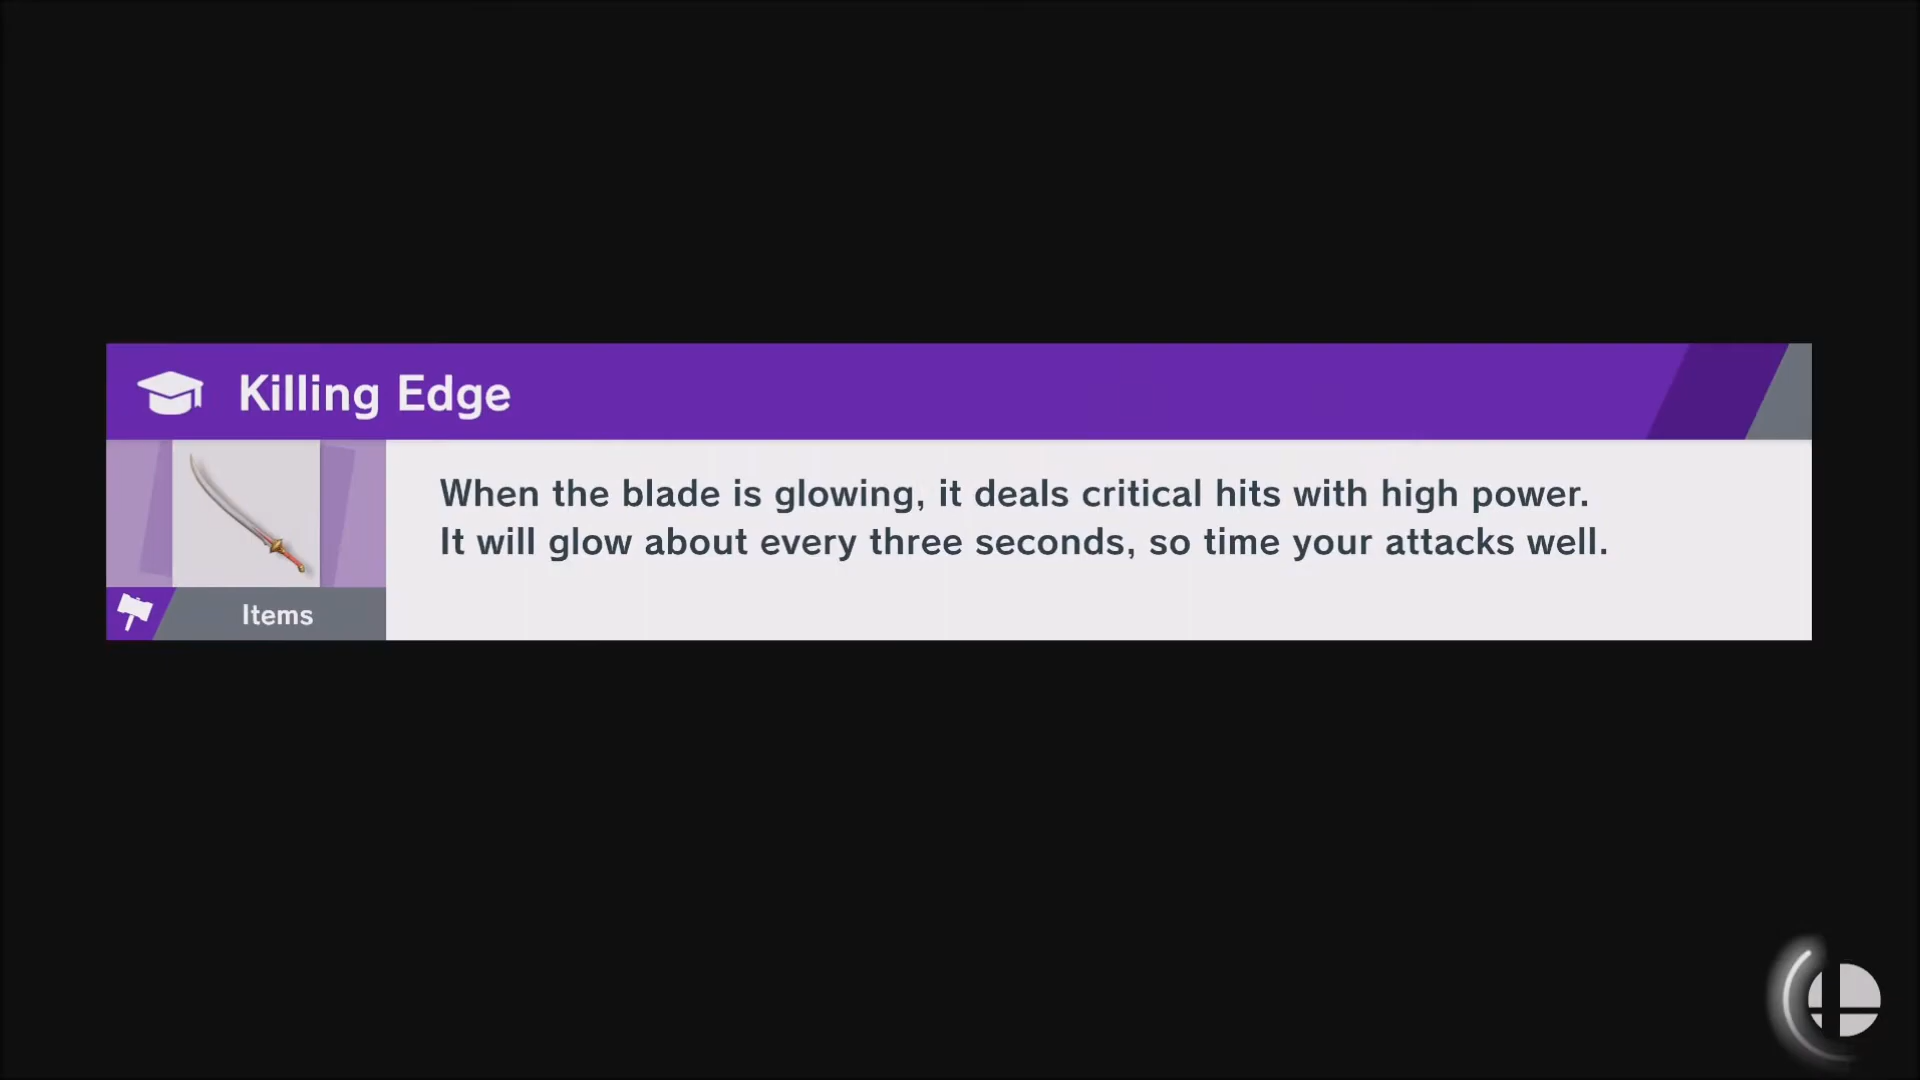 Killing Edge
When the blade is glowing, it deals critical hits with high power.
It will glow about every three seconds, so time your attacks well.
Items